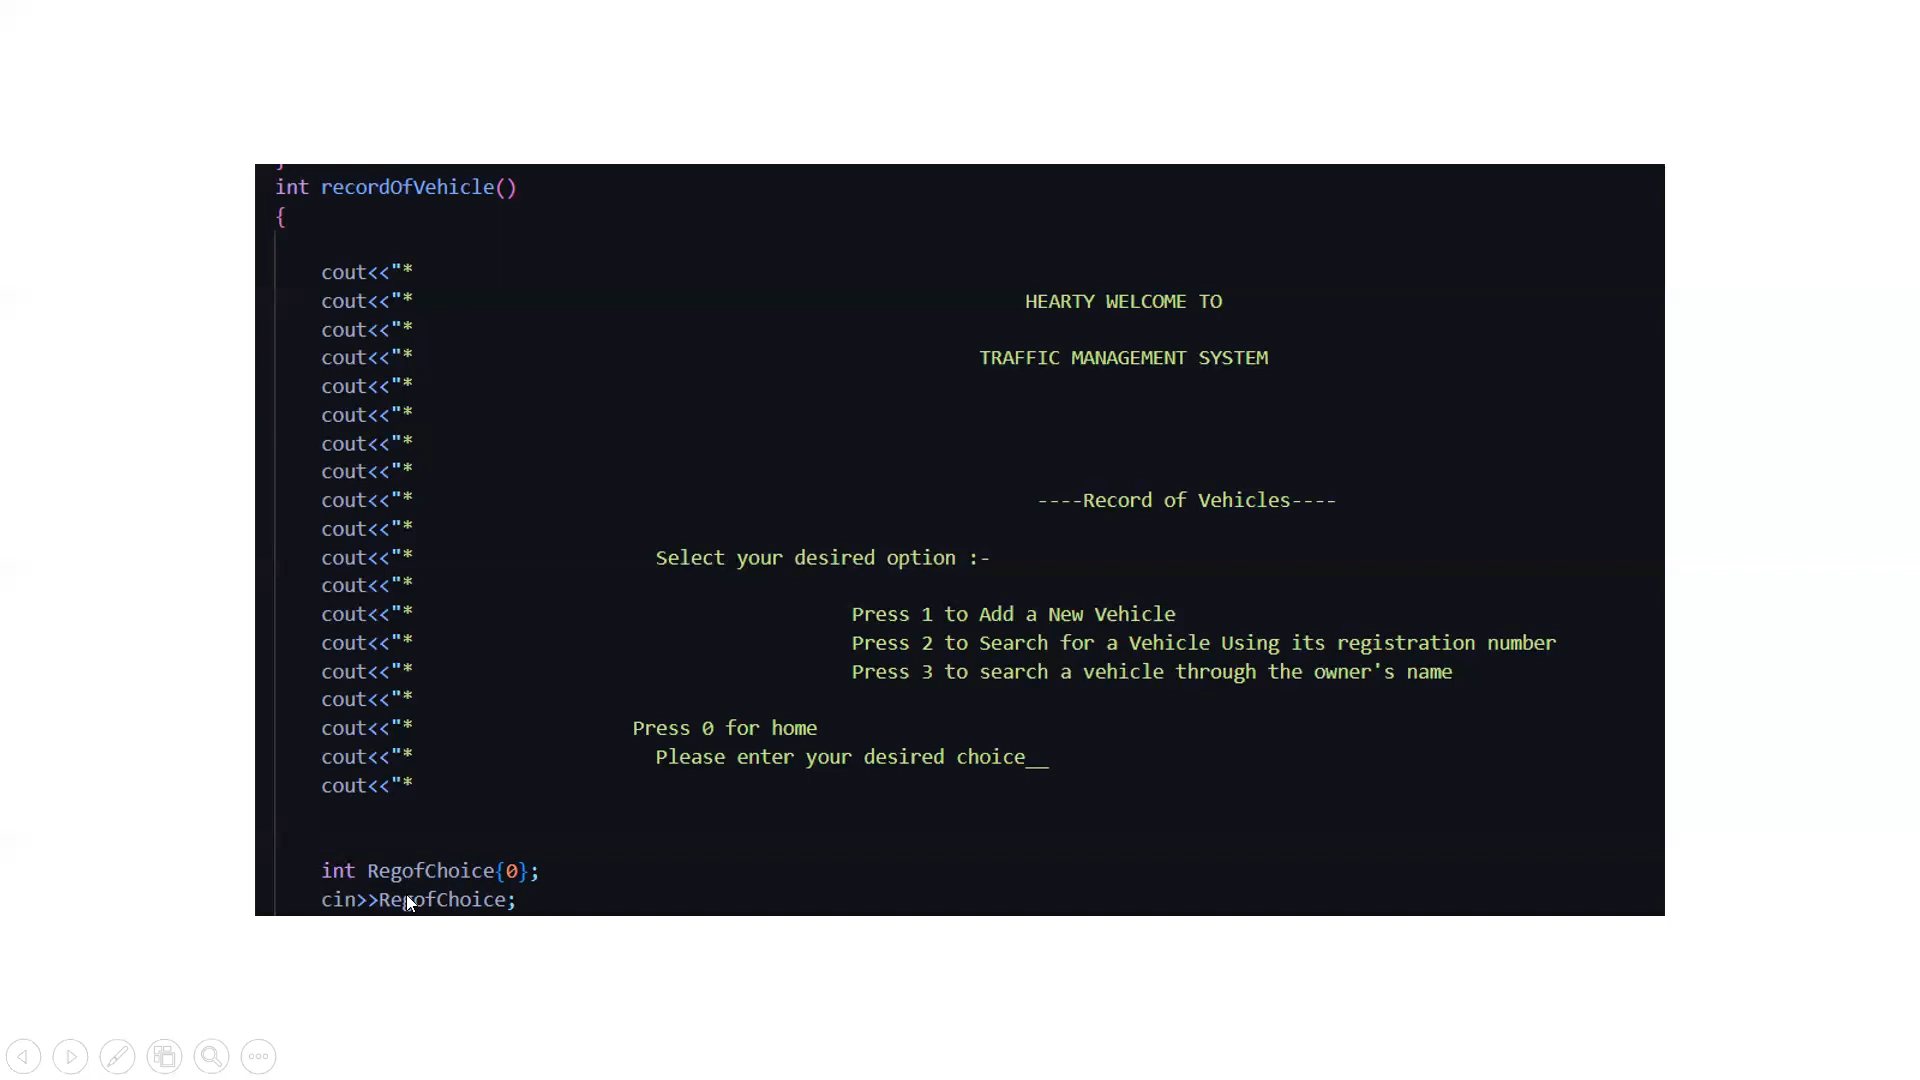 int recordOfVehicle()
{
cout<<"*
cout<<"* HEARTY WELCOME TO
cout<<"*
cout<<"* TRAFFIC MANAGEMENT SYSTEM
cout<<"*
cout<<"*
cout<<"*
cout<<"*
cout<<"* ----Record of Vehicles----
cout<<"*
cout<<"* Select your desired option :-
cout<<"*
cout<<"* Press 1 to Add a New Vehicle
cout<<"* Press 2 to Search for a Vehicle Using its registration number
cout<<"* Press 3 to search a vehicle through the owner's name
cout<<"*
cout<<"* Press 0 for home
cout<<"* Please enter your desired choice__
cout<<"*
int RegofChoice{0};
cin>>RegofChoice;